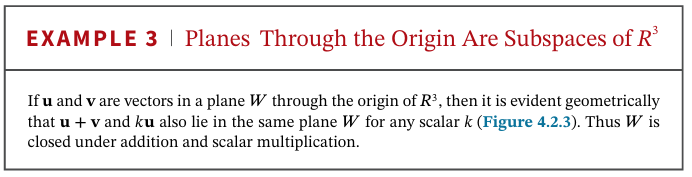 EXAMPLE 3 | Planes Through the Origin Are Subspaces of R³
If u and v are vectors in a plane W through the origin of R³, then it is evident geometrically
that u + v and ku also lie in the same plane W for any scalar k (Figure 4.2.3). Thus W is
closed under addition and scalar multiplication.